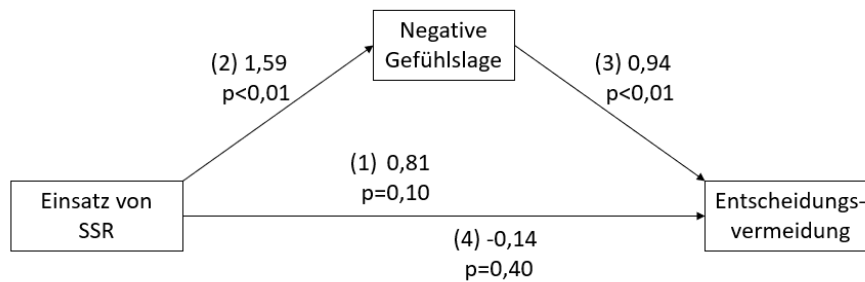 Negative
Gefühlslage
(2) 1,59
p<0,01
(3) 0,94
p<0,01
(1) 0,81
p=0,10
Einsatz von
SSR
Entscheidungs-
vermeidung
(4) -0,14
p=0,40